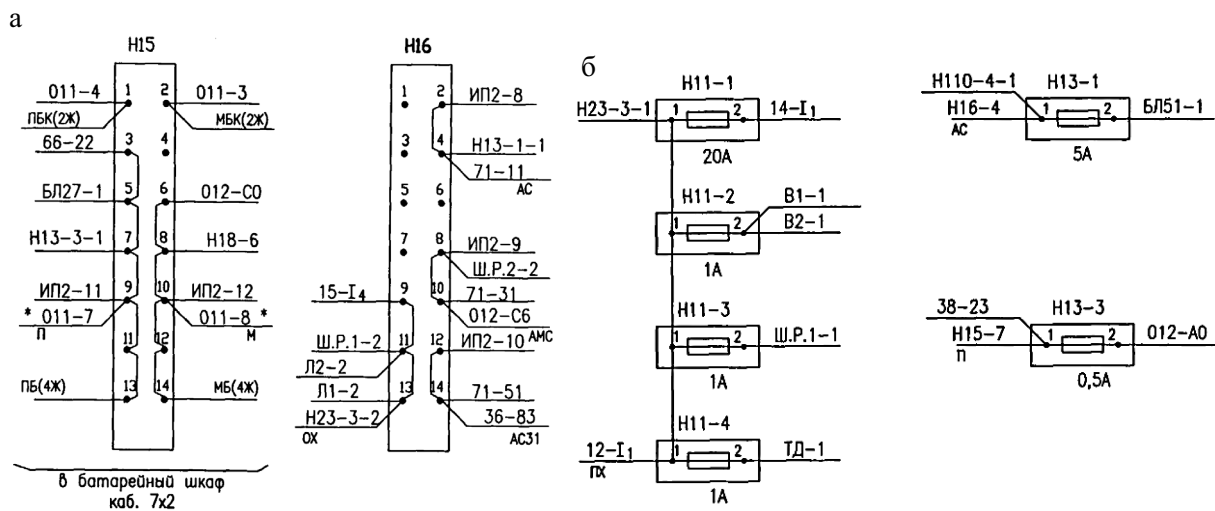 а
Н15
О11-4 1 2 О11-3
ПБК(2Ж) МБК(2Ж)
66-22 3 4
БЛ27-1 5 6 О12-С0
Н13-3-1 7 8 Н18-6
ИП2-11 9 10 ИП2-12
* О11-7 О11-8 *
П М
11 12
ПБ(4Ж) 13 14 МБ(4Ж)
в батарейный шкаф
каб. 7х2
Н16
1 2 ИП2-8
3 4 Н13-1-1
71-11
АС
5 6
7 8 ИП2-9
Ш.Р.2-2
15-I4 9 10 71-31
О12-С6 АМС
Ш.Р.1-2 11 12 ИП2-10
Л2-2
Л1-2 13 14 71-51
Н23-3-2 36-83
ОХ АС31
б
Н11-1
Н23-3-1 1 2 14-I1
20А
Н11-2
1 2 В1-1
В2-1
1А
Н11-3
1 2 Ш.Р.1-1
1А
Н11-4
12-I1 1 2 ТД-1
ПХ
1А
Н110-4-1 Н13-1
Н16-4 1 2 БЛ51-1
АС
5А
38-23 Н13-3
Н15-7 1 2 О12-А0
П
0,5А